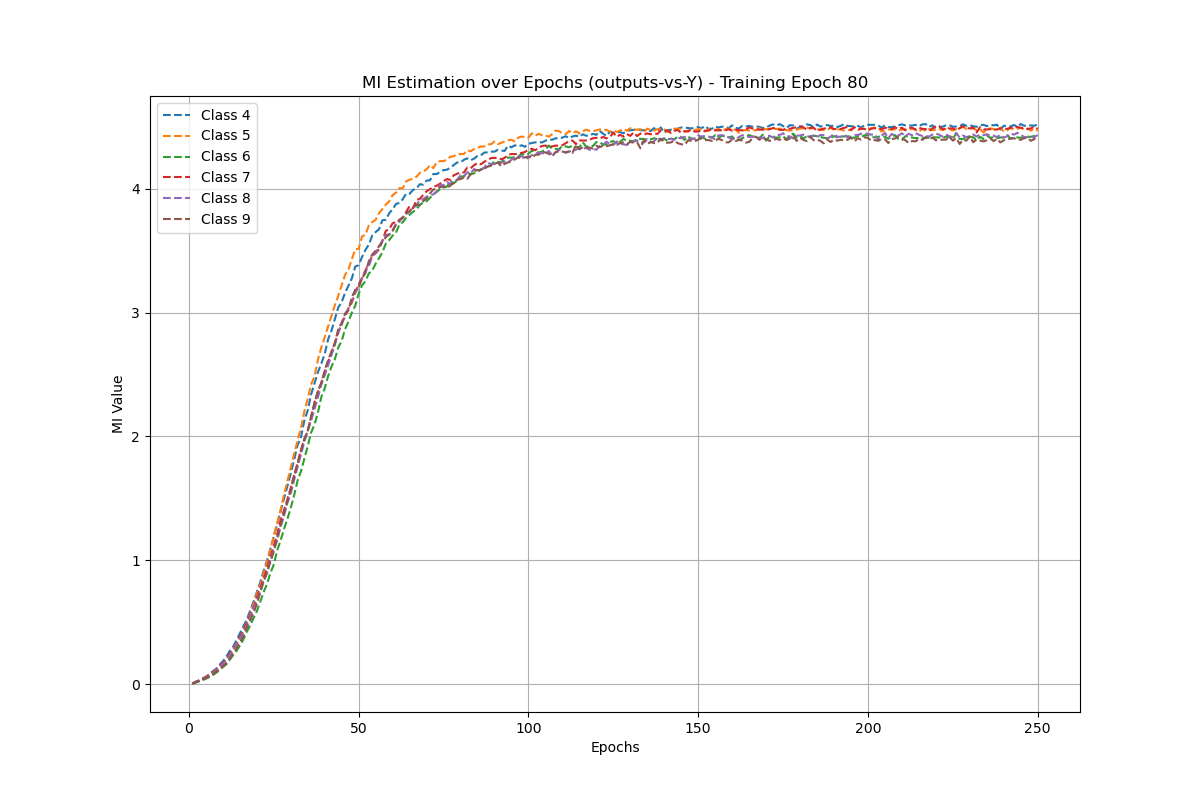 MI Estimation over Epochs (outputs-vs-Y) - Training Epoch 80
Class 4
Class 5
Class 6
Class 7
Class 8
Class 9
MI Value
4
3
2
1
0
0 50 100 150 200 250
Epochs